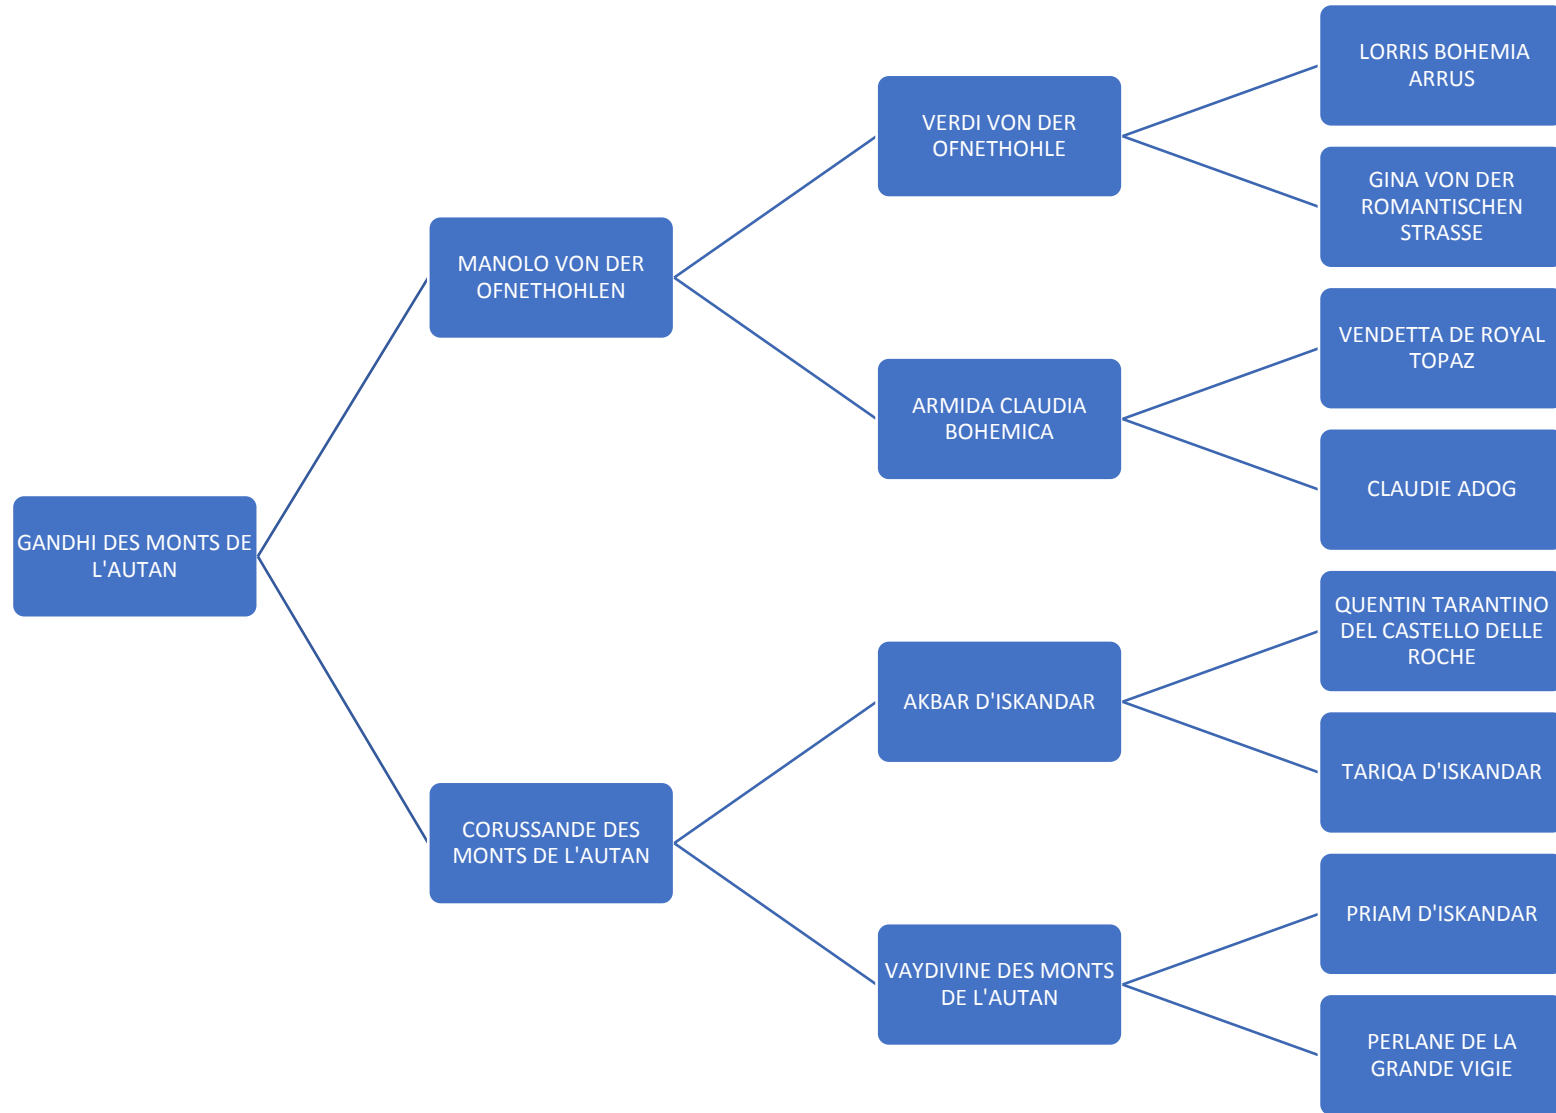 GANDHI DES MONTS DE
L'AUTAN
MANOLO VON DER
OFNETHOHLEN
VERDI VON DER
OFNETHOHLE
LORRIS BOHEMIA
ARRUS
GINA VON DER
ROMANTISCHEN
STRASSE
ARMIDA CLAUDIA
BOHEMICA
VENDETTA DE ROYAL
TOPAZ
CLAUDIE ADOG
CORUSSANDE DES
MONTS DE L'AUTAN
AKBAR D'ISKANDAR
QUENTIN TARANTINO
DEL CASTELLO DELLE
ROCHE
TARIQA D'ISKANDAR
VAYDIVINE DES MONTS
DE L'AUTAN
PRIAM D'ISKANDAR
PERLANE DE LA
GRANDE VIGIE